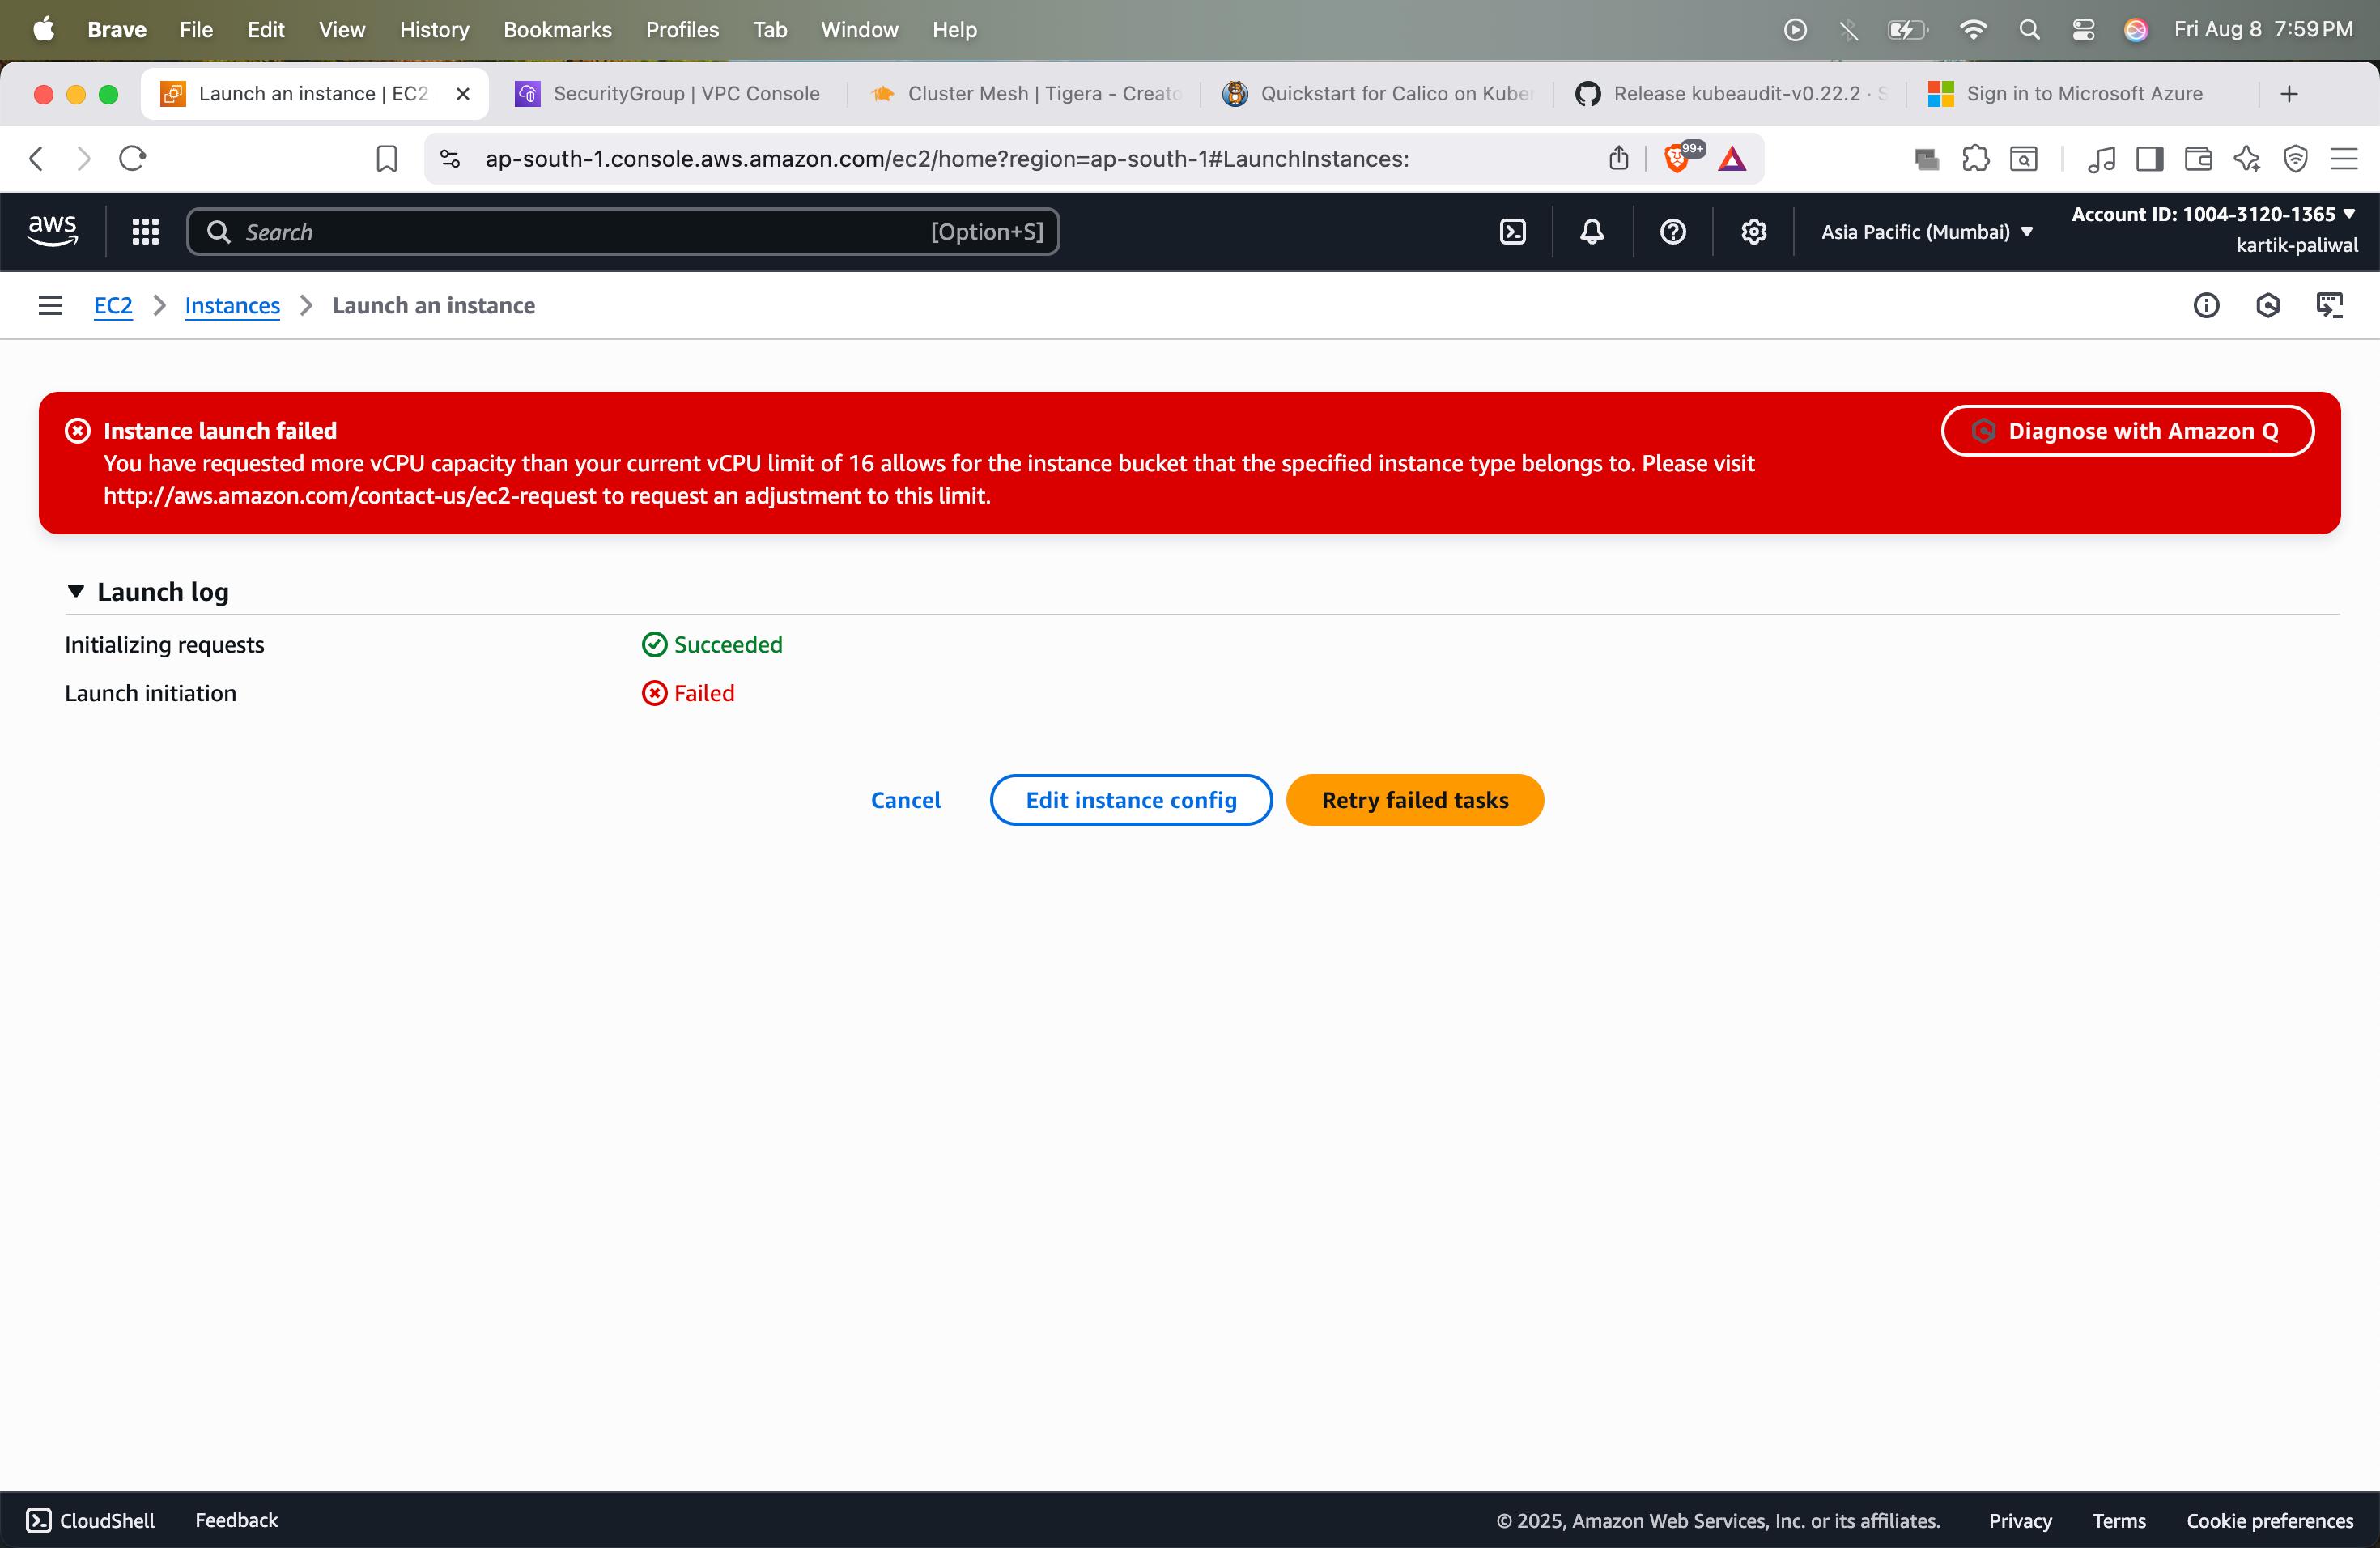 Brave File Edit View History Bookmarks Profiles Tab Window Help Fri Aug 8 7:59 PM
Launch an instance | EC2 SecurityGroup | VPC Console Cluster Mesh | Tigera - Creato Quickstart for Calico on Kuber Release kubeaudit-v0.22.2 · S Sign in to Microsoft Azure
ap-south-1.console.aws.amazon.com/ec2/home?region=ap-south-1#LaunchInstances: 99+
aws Search [Option+S] Asia Pacific (Mumbai) Account ID: 1004-3120-1365
kartik-paliwal
EC2 Instances Launch an instance
Instance launch failed Diagnose with Amazon Q
You have requested more vCPU capacity than your current vCPU limit of 16 allows for the instance bucket that the specified instance type belongs to. Please visit
http://aws.amazon.com/contact-us/ec2-request to request an adjustment to this limit.
Launch log
Initializing requests Succeeded
Launch initiation Failed
Cancel Edit instance config Retry failed tasks
CloudShell Feedback © 2025, Amazon Web Services, Inc. or its affiliates. Privacy Terms Cookie preferences